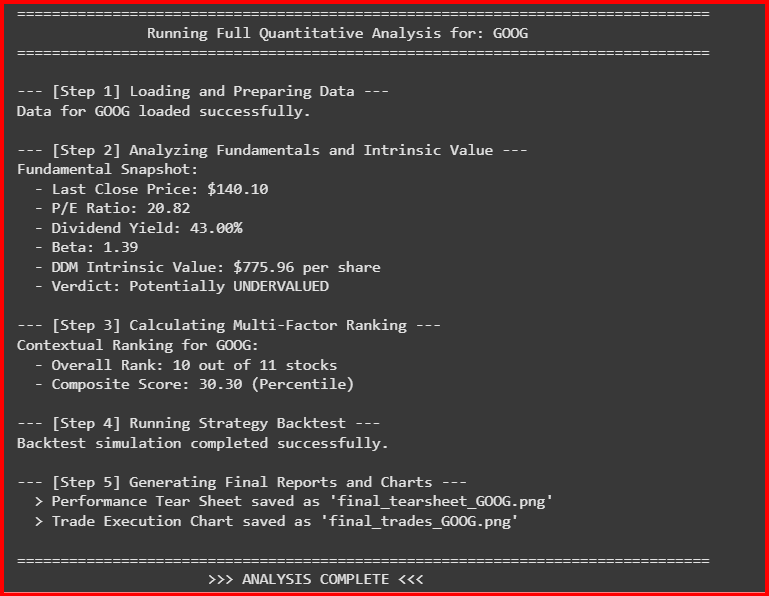 ================================================================================
Running Full Quantitative Analysis for: GOOG
================================================================================
--- [Step 1] Loading and Preparing Data ---
Data for GOOG loaded successfully.
--- [Step 2] Analyzing Fundamentals and Intrinsic Value ---
Fundamental Snapshot:
- Last Close Price: $140.10
- P/E Ratio: 20.82
- Dividend Yield: 43.00%
- Beta: 1.39
- DDM Intrinsic Value: $775.96 per share
- Verdict: Potentially UNDERVALUED
--- [Step 3] Calculating Multi-Factor Ranking ---
Contextual Ranking for GOOG:
- Overall Rank: 10 out of 11 stocks
- Composite Score: 30.30 (Percentile)
--- [Step 4] Running Strategy Backtest ---
Backtest simulation completed successfully.
--- [Step 5] Generating Final Reports and Charts ---
> Performance Tear Sheet saved as 'final_tearsheet_GOOG.png'
> Trade Execution Chart saved as 'final_trades_GOOG.png'
================================================================================
>>> ANALYSIS COMPLETE <<<